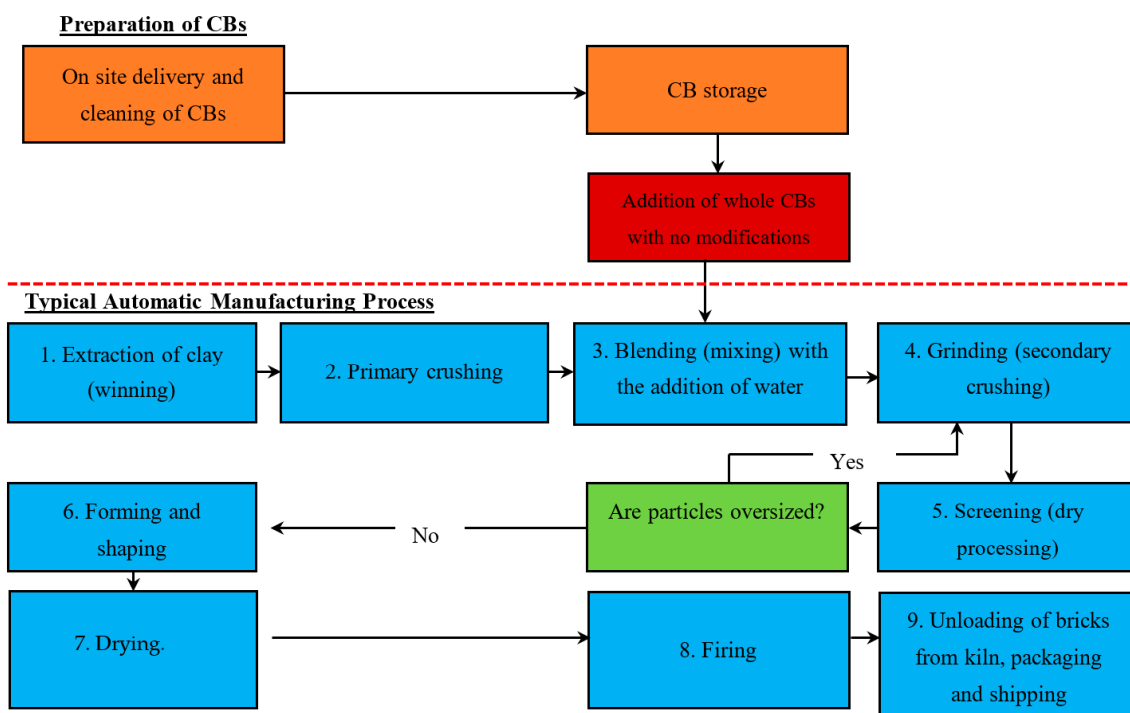 Preparation of CBs
On site delivery and
cleaning of CBs
CB storage
Addition of whole CBs
with no modifications
Typical Automatic Manufacturing Process
1. Extraction of clay
(winning)
2. Primary crushing
3. Blending (mixing) with
the addition of water
4. Grinding (secondary
crushing)
Yes
6. Forming and
shaping
No
Are particles oversized?
5. Screening (dry
processing)
7. Drying.
8. Firing
9. Unloading of bricks
from kiln, packaging
and shipping